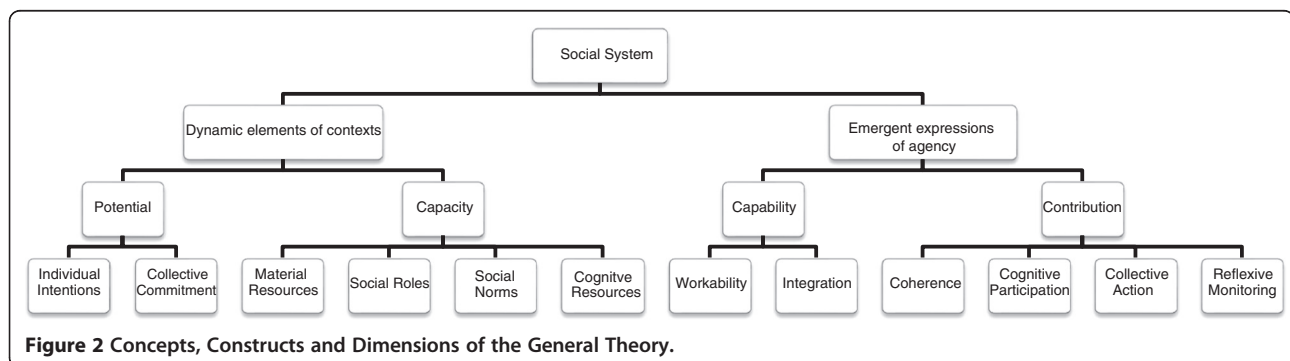 Social System
Dynamic elements of contexts
Emergent expressions
of agency
Potential
Capacity
Capability
Contribution
Individual
Intentions
Collective
Commitment
Material
Resources
Social Roles
Social
Norms
Cognitve
Resources
Workability
Integration
Coherence
Cognitive
Participation
Collective
Action
Reflexive
Monitoring
Figure 2 Concepts, Constructs and Dimensions of the General Theory.